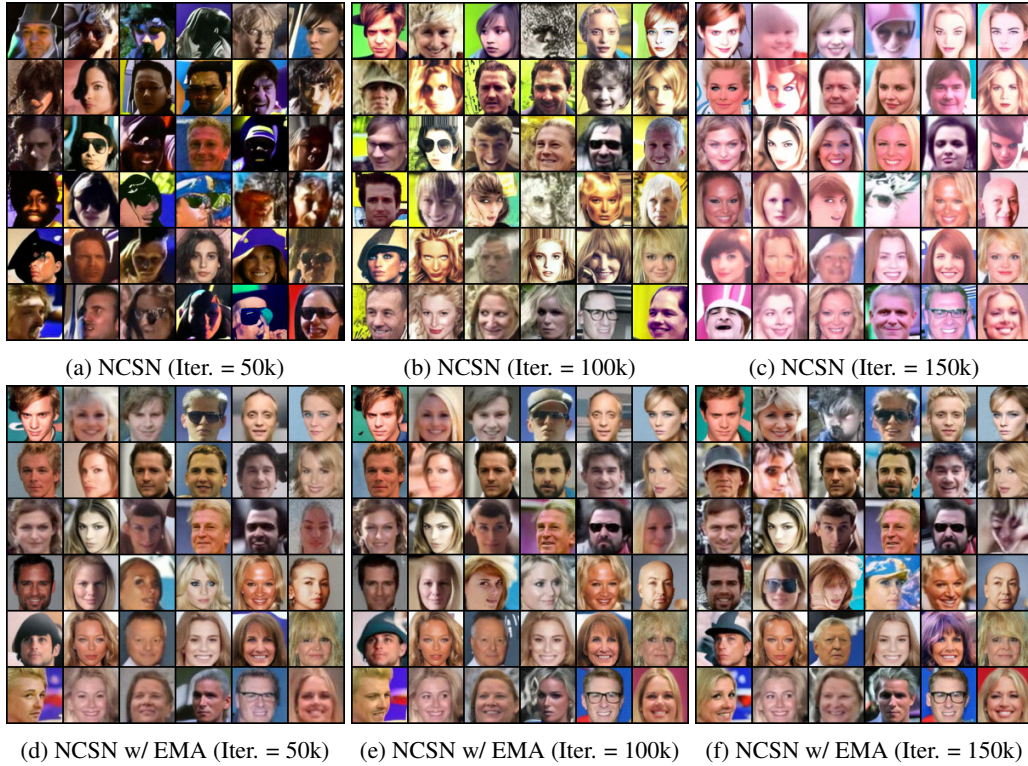 (a) NCSN (Iter. = 50k)
(b) NCSN (Iter. = 100k)
(c) NCSN (Iter. = 150k)
(d) NCSN w/ EMA (Iter. = 50k)
(e) NCSN w/ EMA (Iter. = 100k)
(f) NCSN w/ EMA (Iter. = 150k)